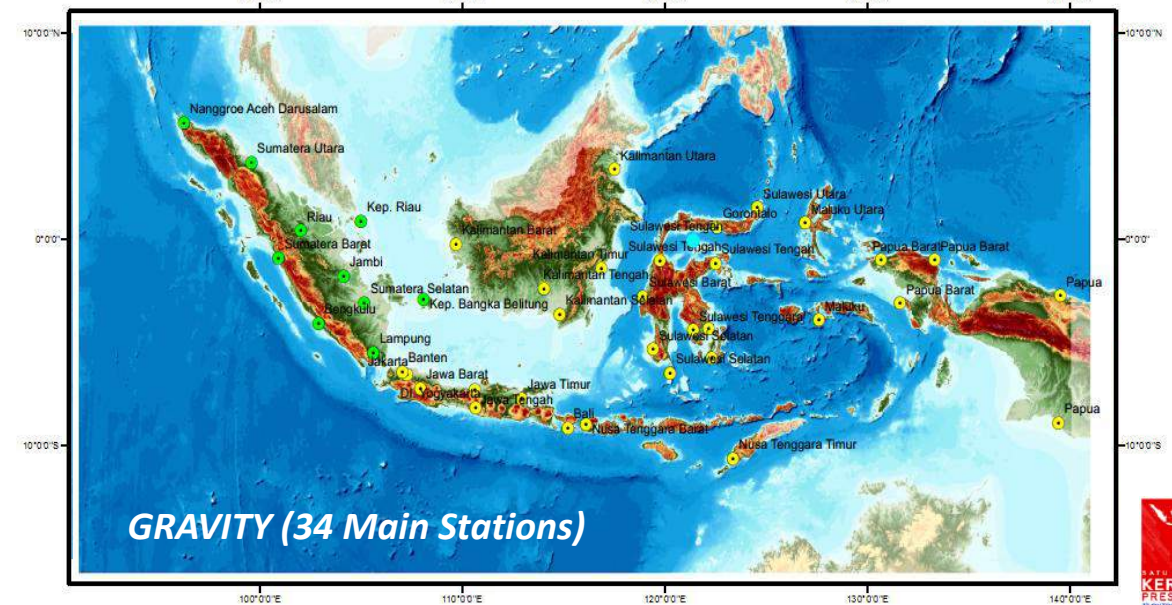 10°0'0"N
10°0'0"N
Nanggroe Aceh Darusalam
Sumatera Utara
Kalimantan Utara
Kep. Riau
Sulawesi Utara
Riau
Gorontalo
Maluku Utara
Kalimantan Barat
Sulawesi Tengah
0°0'0"
0°0'0"
Sumatera Barat
Sulawesi Tengah
Sulawesi Tengah
Papua Barat
Papua Barat
Kalimantan Timur
Jambi
Kalimantan Tengah
Sulawesi Barat
Papua
Sumatera Selatan
Papua Barat
Kep. Bangka Belitung
Kalimantan Selatan
Bengkulu
Maluku
Sulawesi Tenggara
Lampung
Sulawesi Selatan
Jakarta
Banten
Sulawesi Selatan
Jawa Barat
Jawa Timur
DI. Yogyakarta
Jawa Tengah
Bali
Papua
Nusa Tenggara Barat
10°0'0"S
Nusa Tenggara Timur
10°0'0"S
GRAVITY (34 Main Stations)
SATU
KER
PRES
100°0'0"E
110°0'0"E
120°0'0"E
130°0'0"E
140°0'0"E